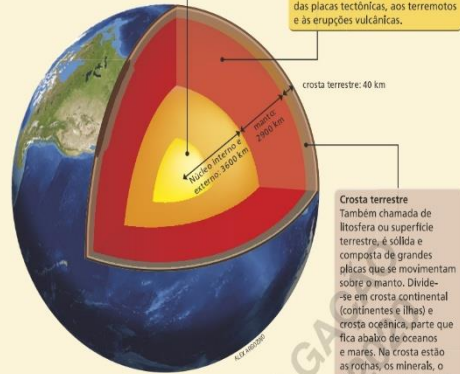 das placas tectônicas, aos terremotos
e às erupções vulcânicas.
crosta terrestre: 40 km
manto:
2900 km
Núcleo interno e
externo: 3600 km
Crosta terrestre
Também chamada de
litosfera ou superfície
terrestre, é sólida e
composta de grandes
placas que se movimentam
sobre o manto. Divide-
-se em crosta continental
(continentes e ilhas) e
crosta oceânica, parte que
fica abaixo de oceanos
e mares. Na crosta estão
as rochas, os minerais, o